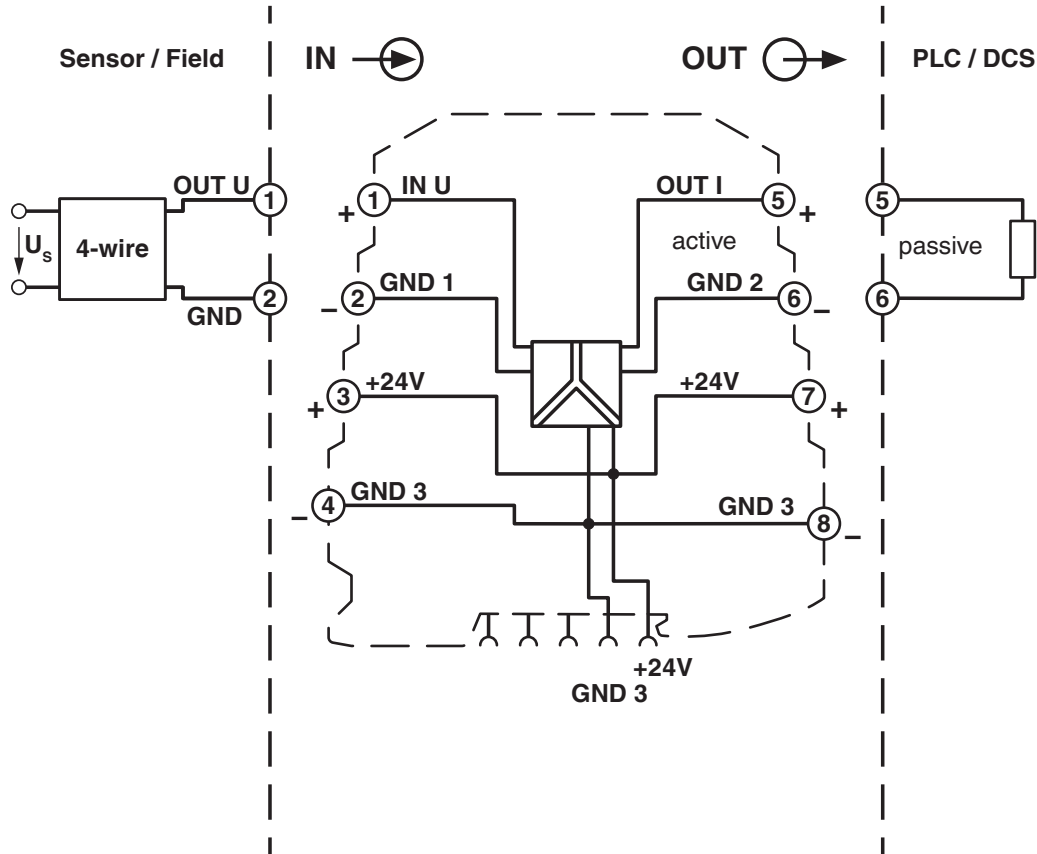 Sensor / Field
IN
OUT
PLC / DCS
OUT U
1
1
IN U
OUT I
5
5
+
+
U_S
4-wire
active
passive
GND
2
2
GND 1
GND 2
6
6
–
–
3
+24V
+24V
7
+
+
4
GND 3
GND 3
8
–
–
+24V
GND 3